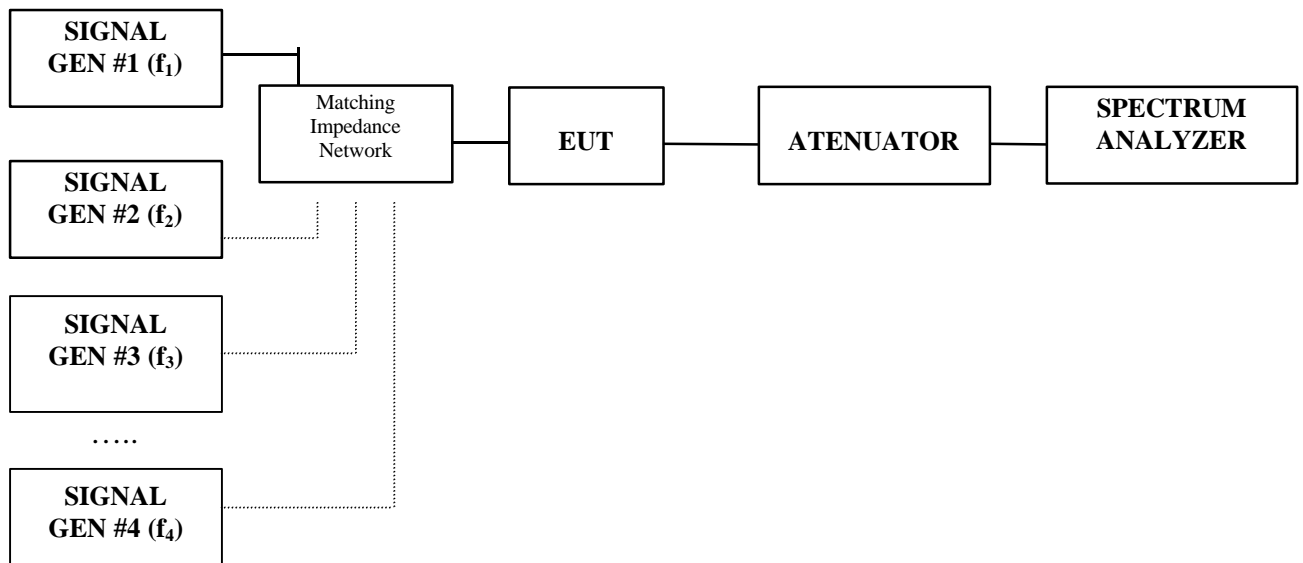 SIGNAL
GEN #1 (f₁)
Matching
Impedance
Network
EUT
ATENUATOR
SPECTRUM
ANALYZER
SIGNAL
GEN #2 (f₂)
SIGNAL
GEN #3 (f₃)
.....
SIGNAL
GEN #4 (f₄)